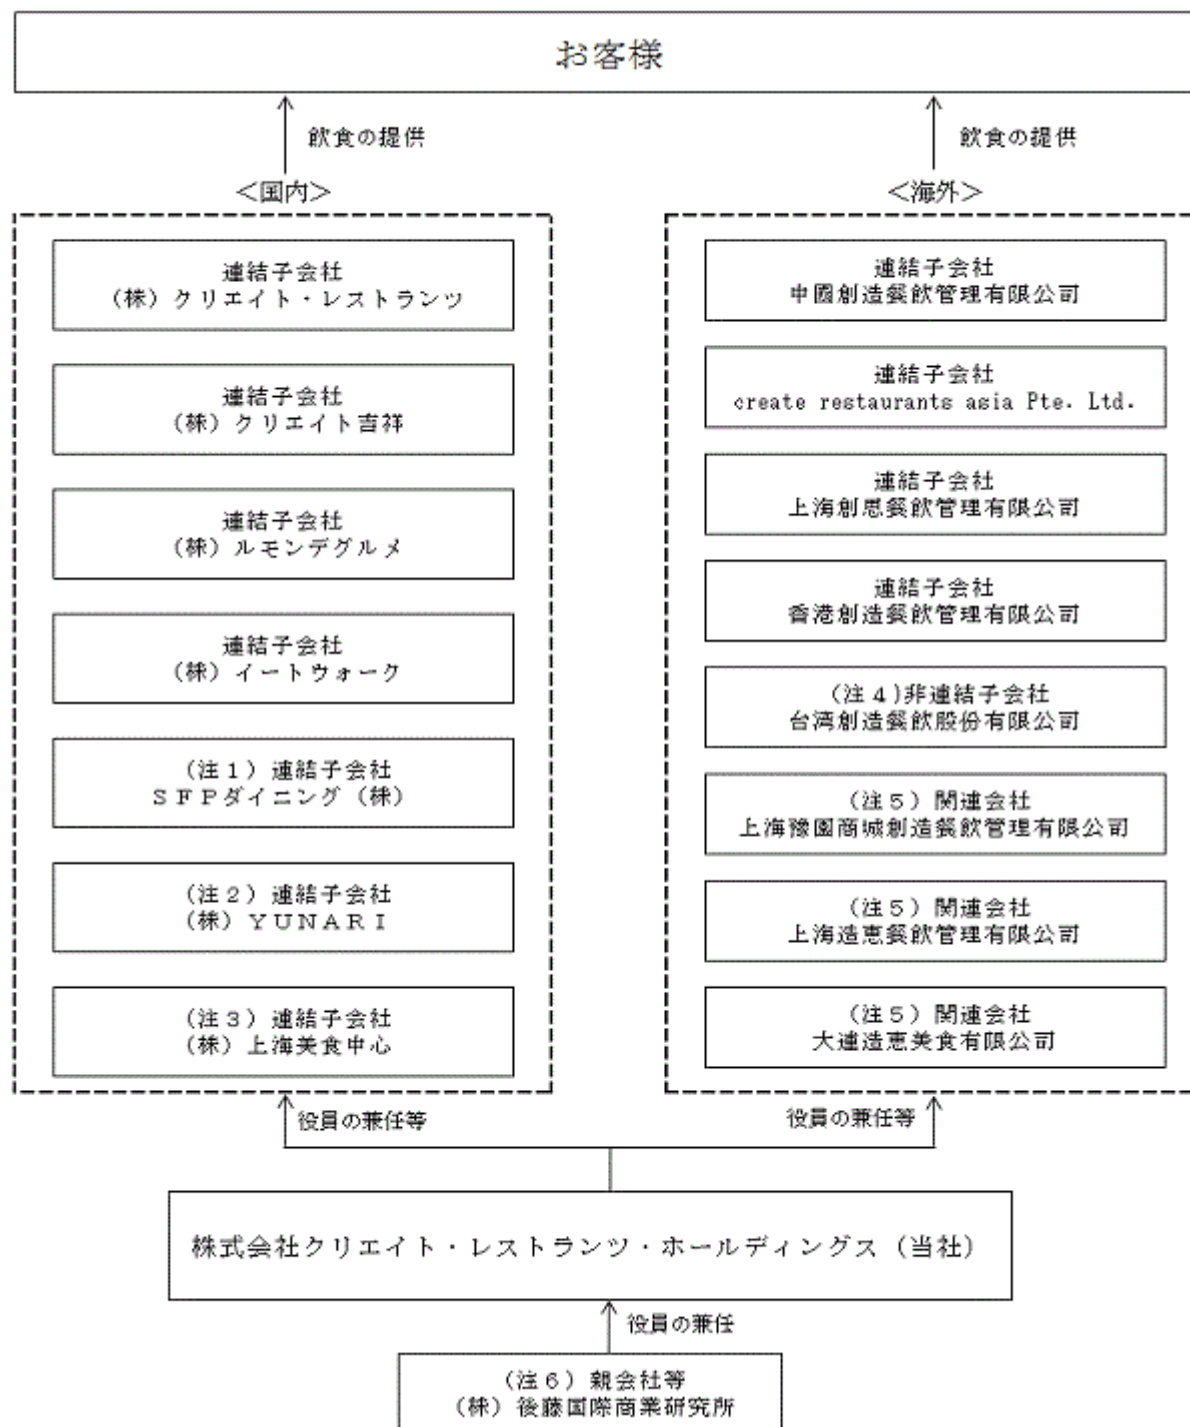 お客様
飲食の提供
飲食の提供
＜国内＞
＜海外＞
連結子会社
（株）クリエイト・レストランツ
連結子会社
（株）クリエイト吉祥
連結子会社
（株）ルモンデグルメ
連結子会社
（株）イートウォーク
（注１）連結子会社
ＳＦＰダイニング（株）
（注２）連結子会社
（株）ＹＵＮＡＲＩ
（注３）連結子会社
（株）上海美食中心
連結子会社
中國創造餐飲管理有限公司
連結子会社
create restaurants asia Pte. Ltd.
連結子会社
上海創恵餐飲管理有限公司
連結子会社
香港創造餐飲管理有限公司
（注４)非連結子会社
台湾創造餐飲股份有限公司
（注５）関連会社
上海豫園商城創造餐飲管理有限公司
（注５）関連会社
上海造恵餐飲管理有限公司
（注５）関連会社
大連造恵美食有限公司
役員の兼任等
役員の兼任等
株式会社クリエイト・レストランツ・ホールディングス（当社）
役員の兼任
（注６）親会社等
（株）後藤国際商業研究所